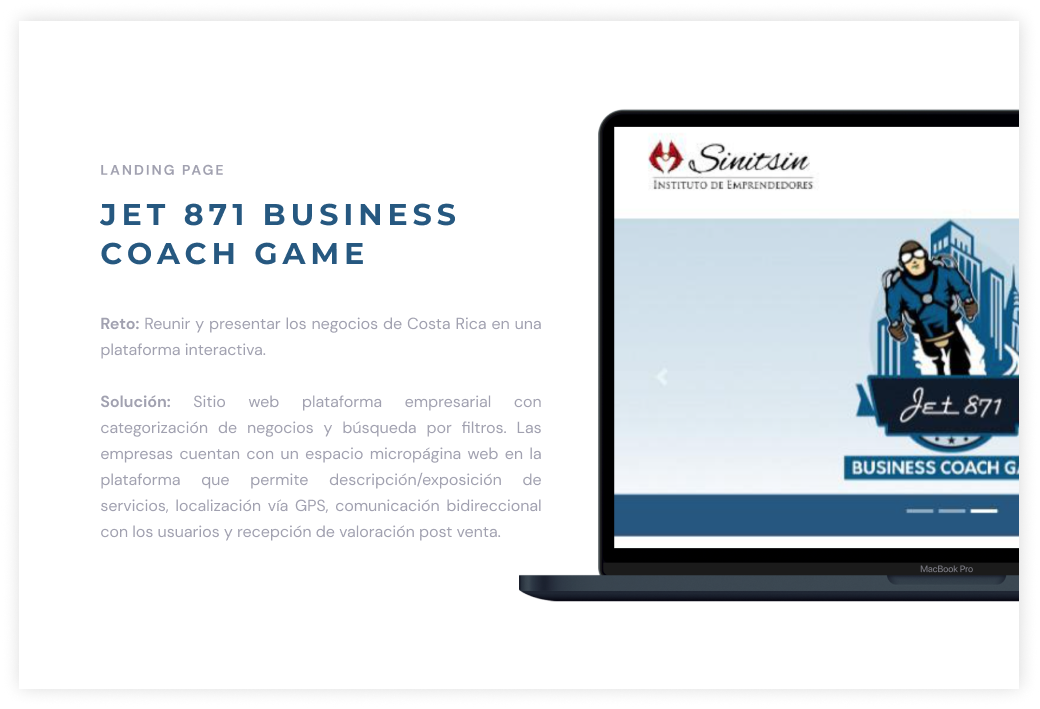 LANDING PAGE
JET 871 BUSINESS
COACH GAME
Reto: Reunir y presentar los negocios de Costa Rica en una
plataforma interactiva.
Solución: Sitio web plataforma empresarial con
categorización de negocios y búsqueda por filtros. Las
empresas cuentan con un espacio micropágina web en la
plataforma que permite descripción/exposición de
servicios, localización vía GPS, comunicación bidireccional
con los usuarios y recepción de valoración post venta.
Sinitsin
INSTITUTO DE EMPRENDEDORES
Jet 871
BUSINESS COACH GA
MacBook Pro